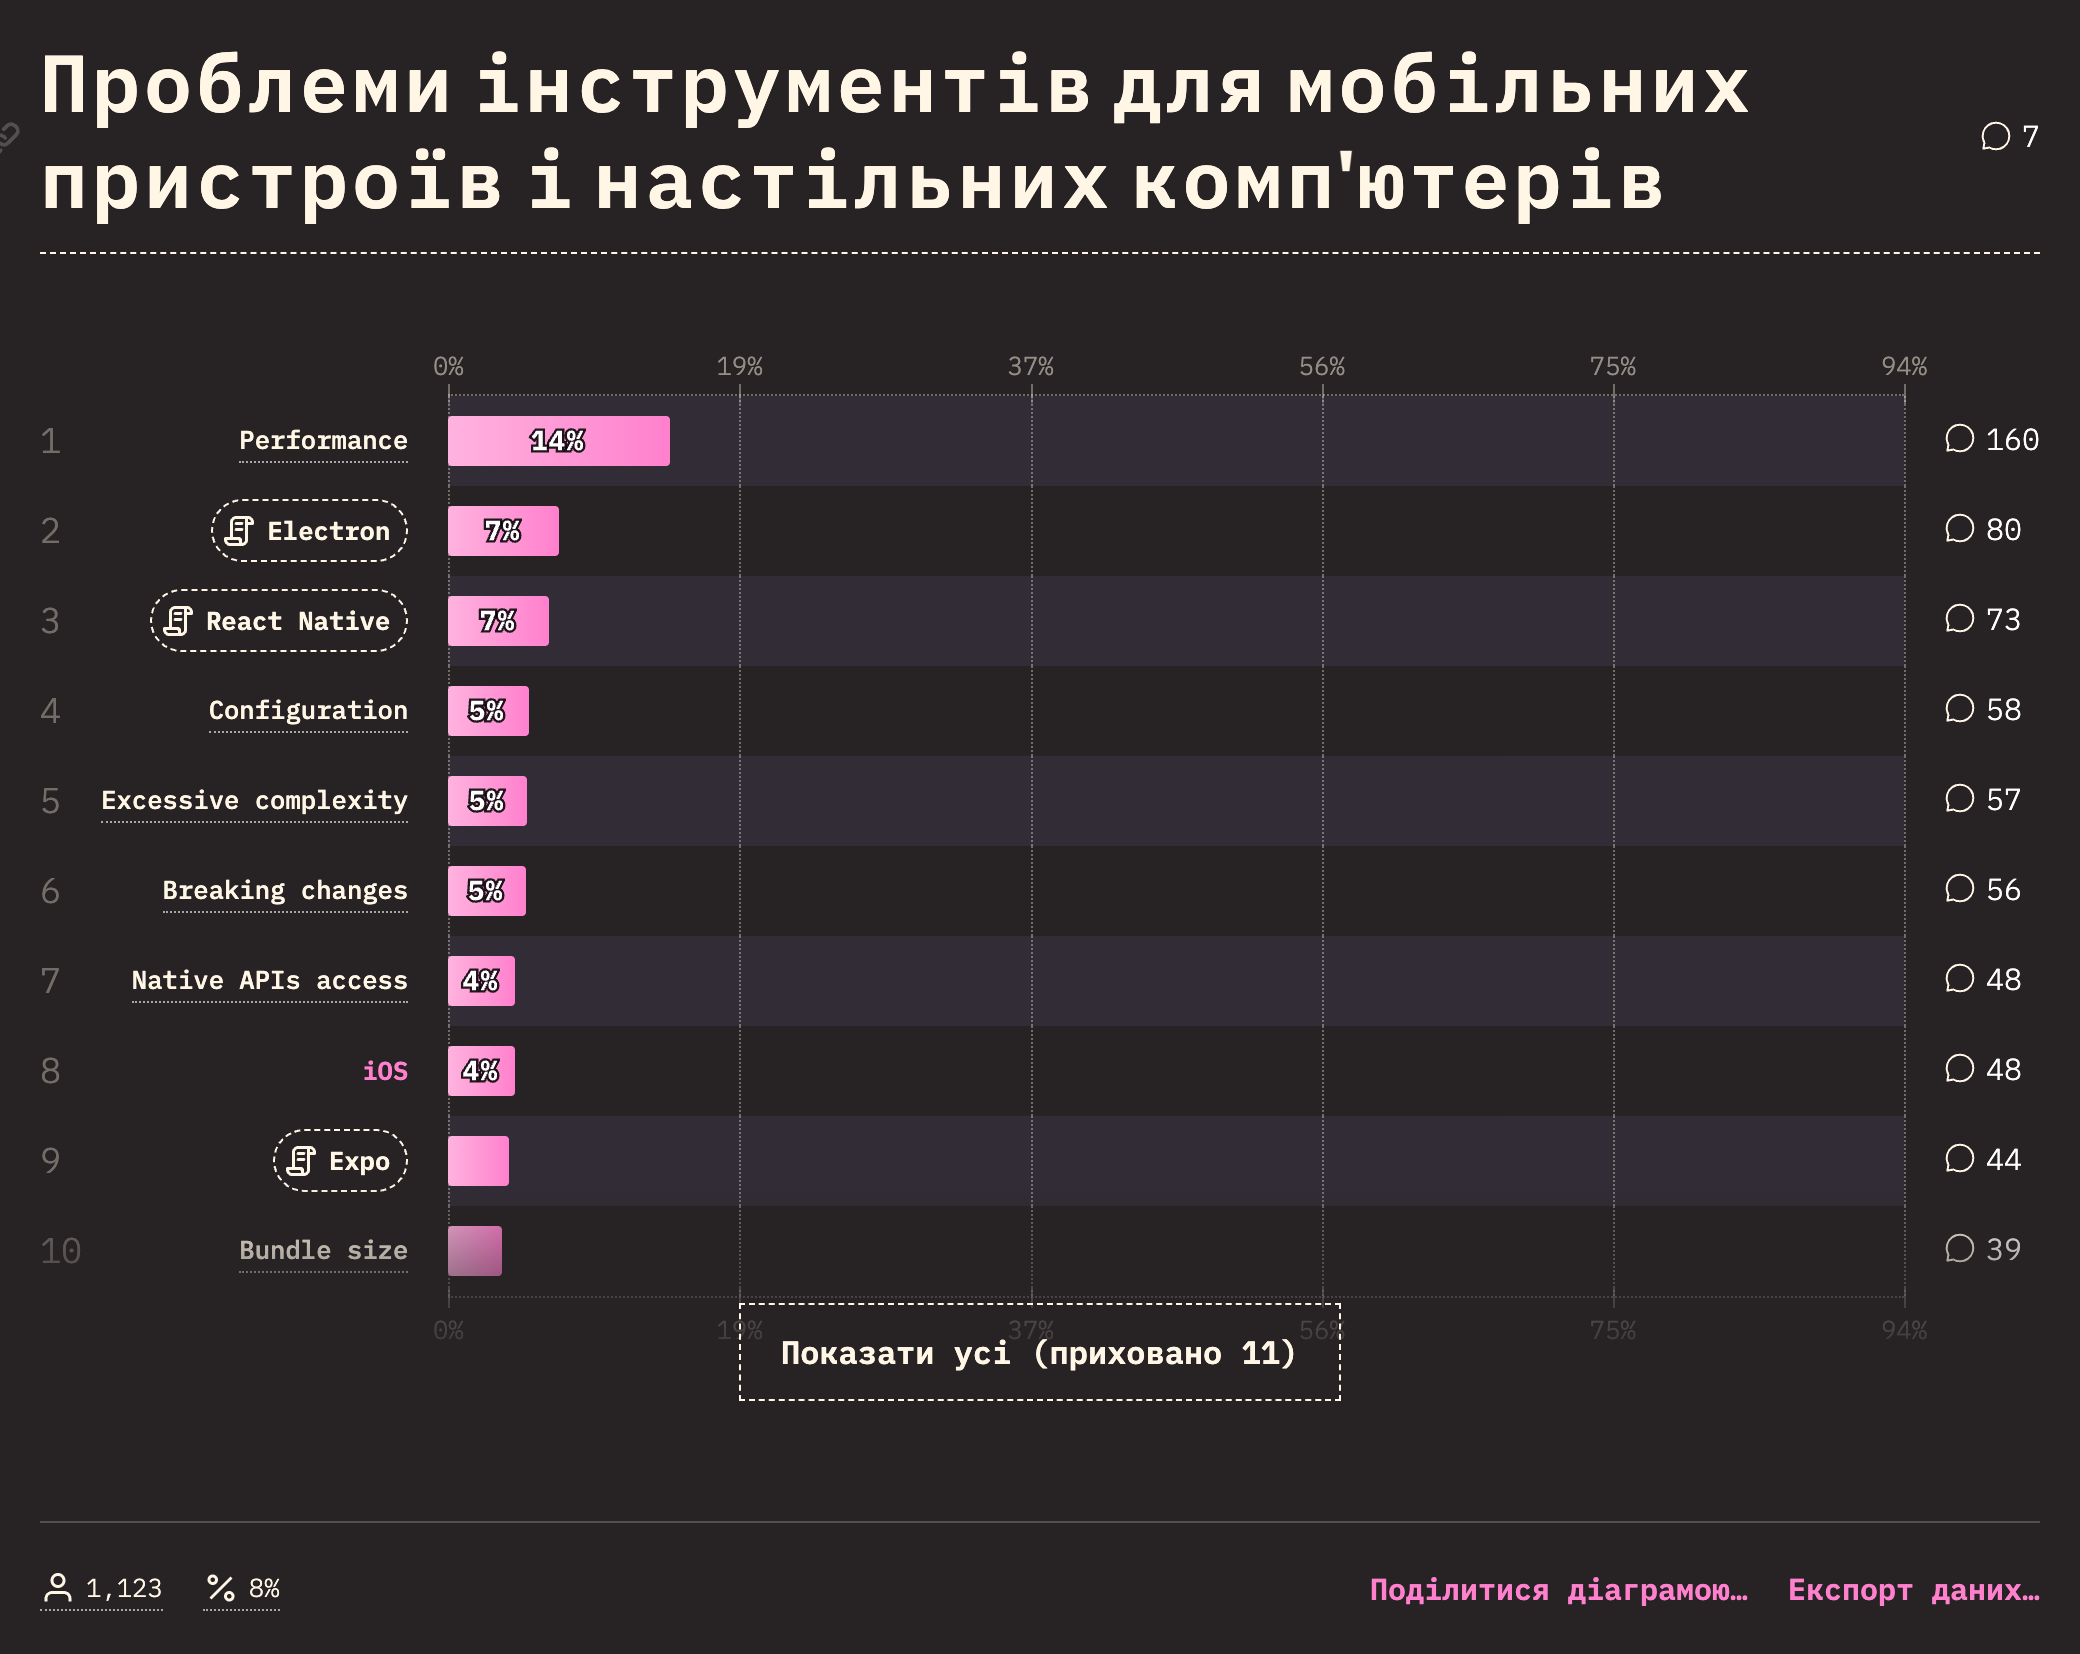 Проблеми інструментів для мобільних
пристроїв і настільних комп'ютерів
7
0% 19% 37% 56% 75% 94%
1 Performance 14% 160
2 Electron 7% 80
3 React Native 7% 73
4 Configuration 5% 58
5 Excessive complexity 5% 57
6 Breaking changes 5% 56
7 Native APIs access 4% 48
8 iOS 4% 48
9 Expo 44
10 Bundle size 39
0% 19% 37% 56% 75% 94%
Показати усі (приховано 11)
1,123 8% Поділитися діаграмою… Експорт даних…